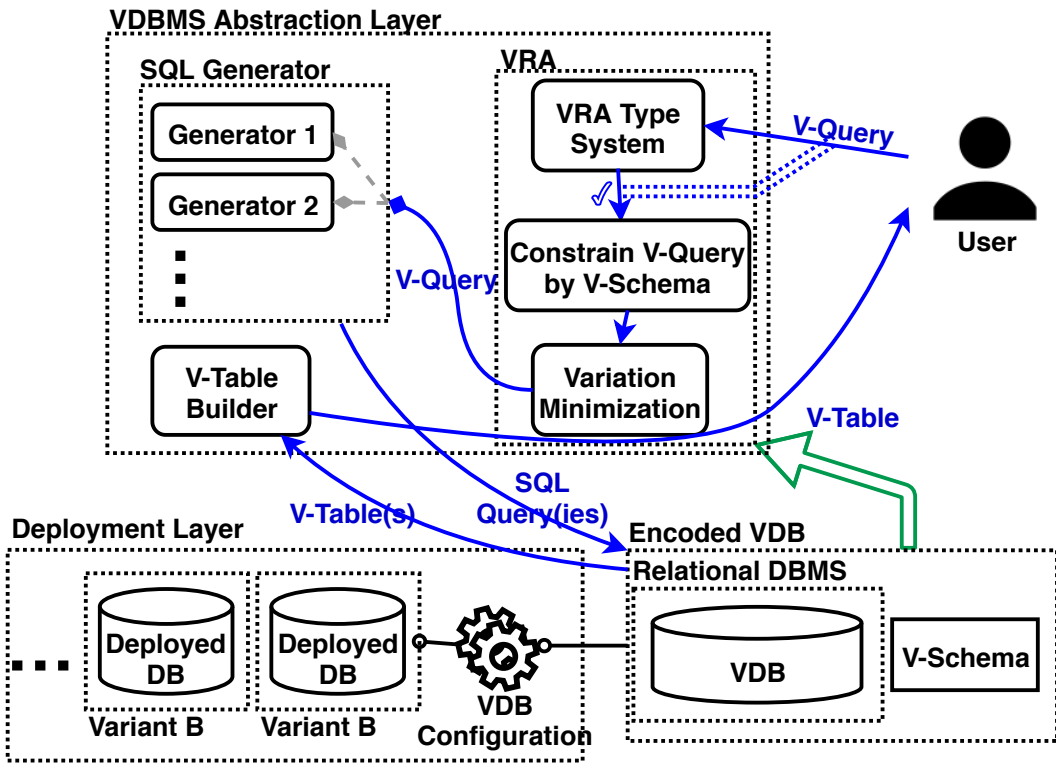 VDBMS Abstraction Layer
SQL Generator
Generator 1
Generator 2
VRA
VRA Type
System
V-Query
User
Constrain V-Query
by V-Schema
V-Query
V-Table
Builder
Variation
Minimization
V-Table
SQL
Query(ies)
V-Table(s)
Deployment Layer
Deployed
DB
Variant B
Deployed
DB
Variant B
VDB
Configuration
Encoded VDB
Relational DBMS
VDB
V-Schema